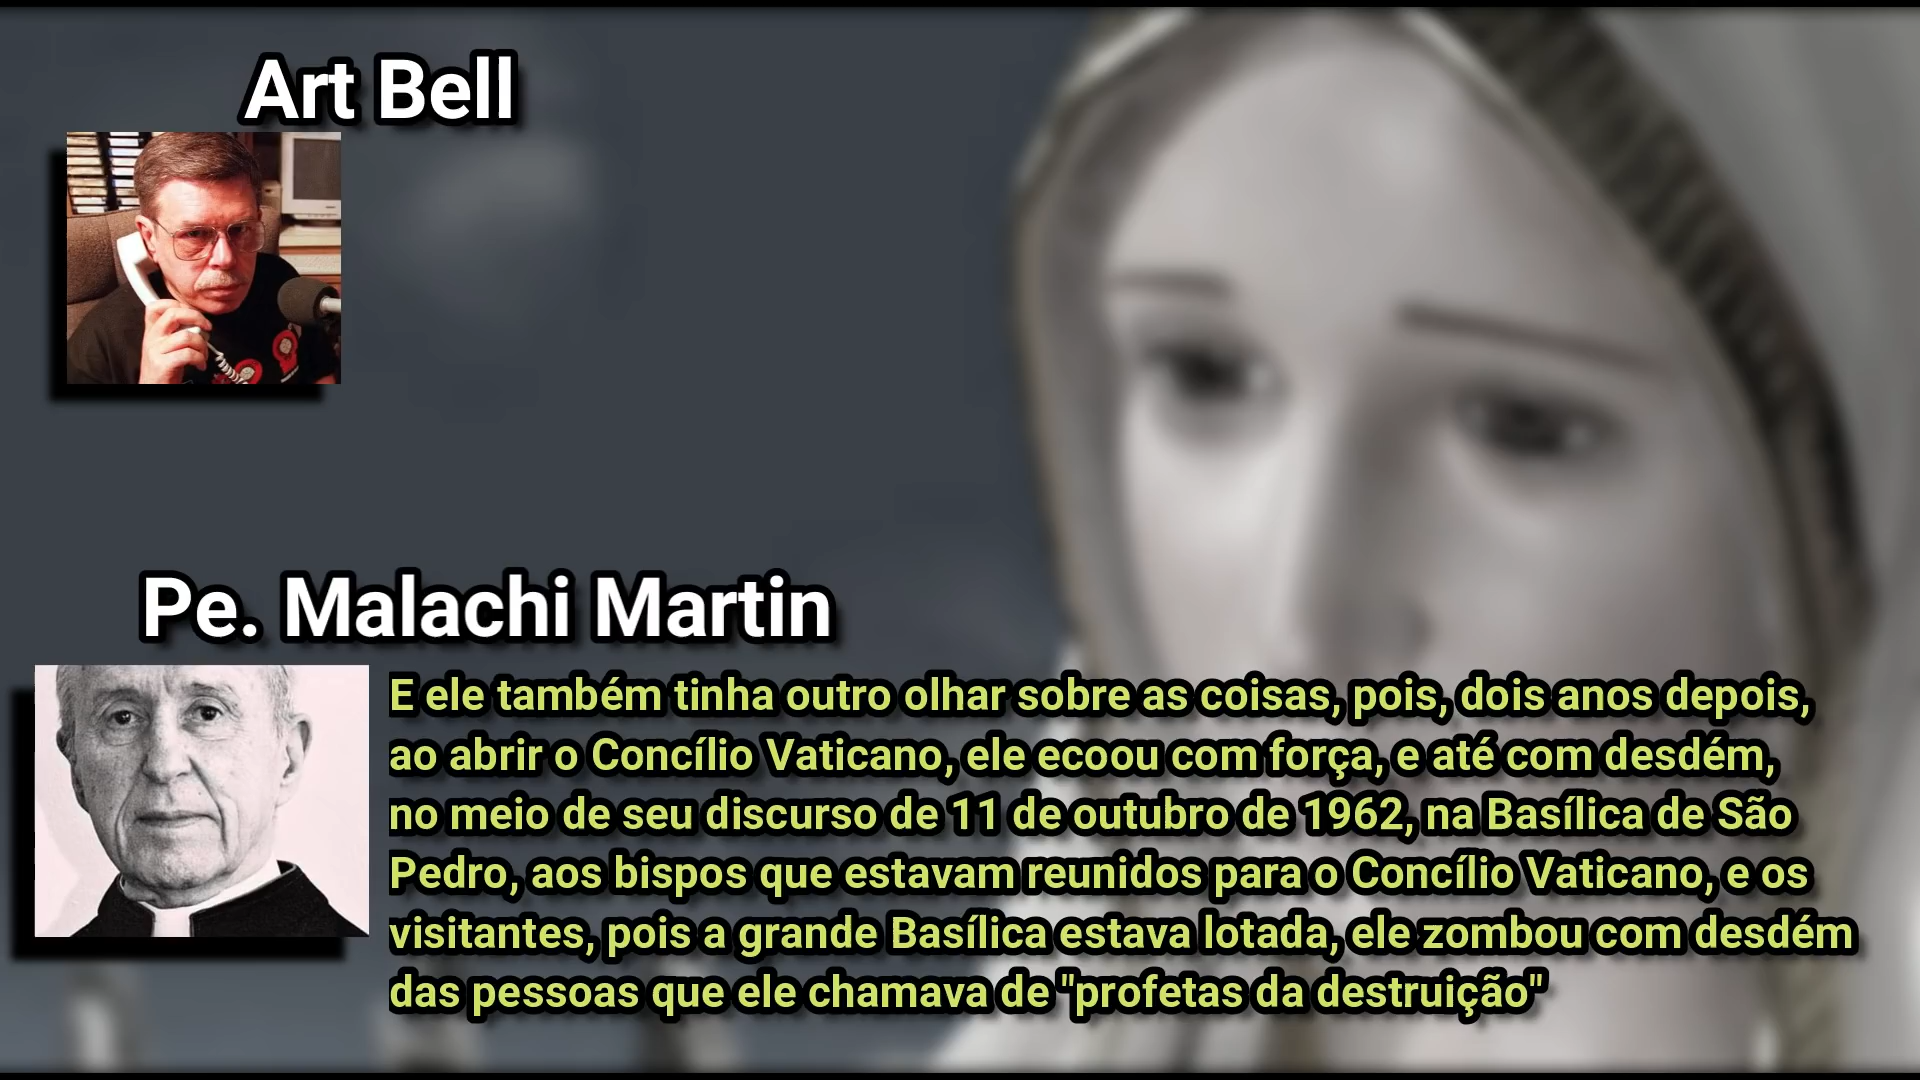 Art Bell
Pe. Malachi Martin
E ele também tinha outro olhar sobre as coisas, pois, dois anos depois,
ao abrir o Concílio Vaticano, ele ecoou com força, e até com desdém,
no meio de seu discurso de 11 de outubro de 1962, na Basílica de São
Pedro, aos bispos que estavam reunidos para o Concílio Vaticano, e os
visitantes, pois a grande Basílica estava lotada, ele zombou com desdém
das pessoas que ele chamava de "profetas da destruição"